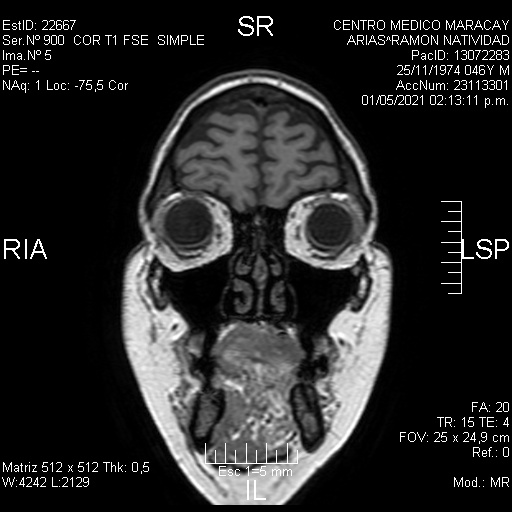 EstID: 22667
Ser.Nº 900 COR T1 FSE SIMPLE
Ima.Nº 5
PE= --
NAq: 1 Loc: -75,5 Cor
SR
CENTRO MEDICO MARACAY
ARIAS^RAMON NATIVIDAD
PacID: 13072283
25/11/1974 046Y M
AccNum: 23113301
01/05/2021 02:13:11 p.m.
RIA
LSP
FA: 20
TR: 15 TE: 4
FOV: 25 x 24,9 cm
Ref.: 0
Mod.: MR
Matriz 512 x 512 Thk: 0,5
W:4242 L:2129
Esc 1=5 mm
IL